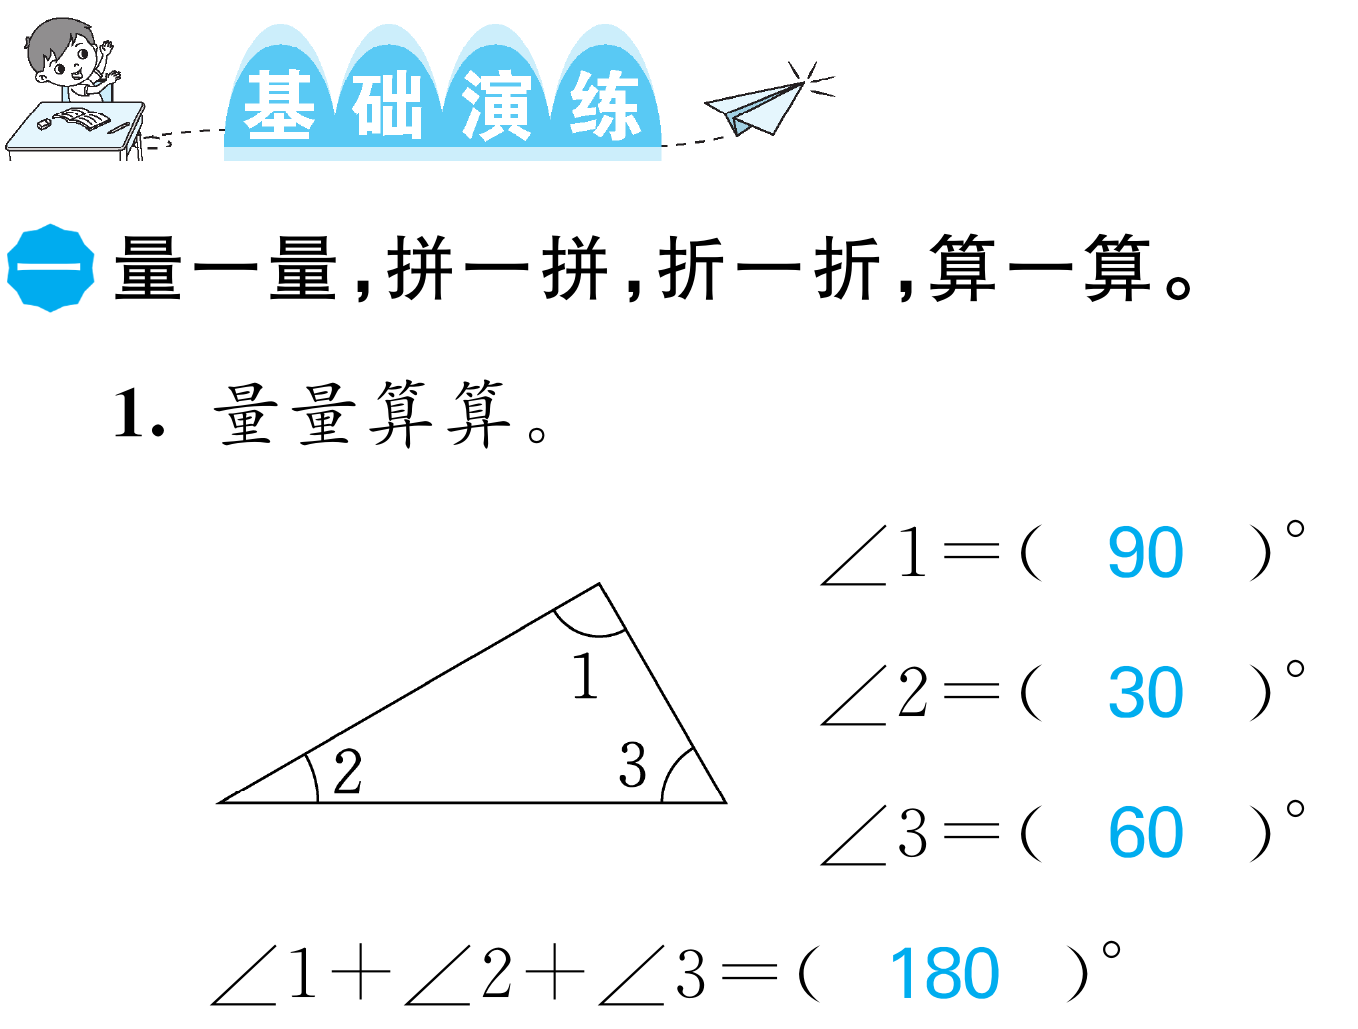 基础演练
一 量一量,拼一拼,折一折,算一算。
1. 量量算算。
∠1=( 90 )°
1
∠2=( 30 )°
2
3
∠3=( 60 )°
∠1+∠2+∠3=( 180 )°